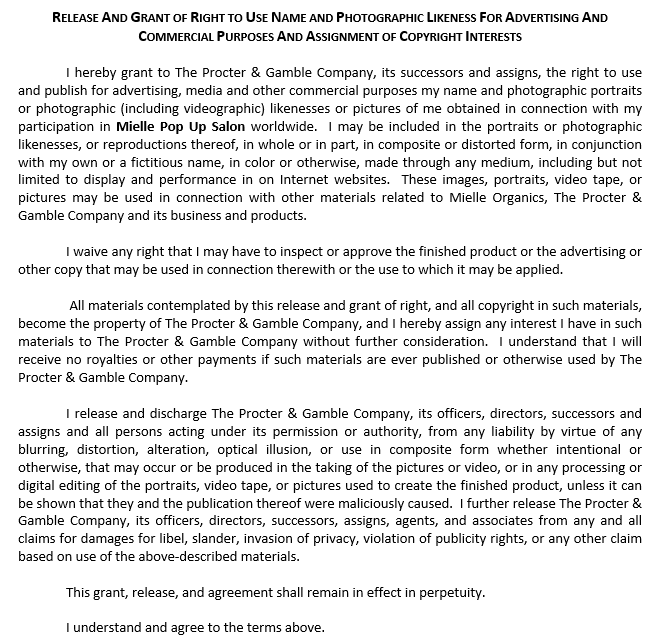 RELEASE AND GRANT OF RIGHT TO USE NAME AND PHOTOGRAPHIC LIKENESS FOR ADVERTISING AND
COMMERCIAL PURPOSES AND ASSIGNMENT OF COPYRIGHT INTERESTS
I hereby grant to The Procter & Gamble Company, its successors and assigns, the right to use
and publish for advertising, media and other commercial purposes my name and photographic portraits
or photographic (including videographic) likenesses or pictures of me obtained in connection with my
participation in Mielle Pop Up Salon worldwide. I may be included in the portraits or photographic
likenesses, or reproductions thereof, in whole or in part, in composite or distorted form, in conjunction
with my own or a fictitious name, in color or otherwise, made through any medium, including but not
limited to display and performance in on Internet websites. These images, portraits, video tape, or
pictures may be used in connection with other materials related to Mielle Organics, The Procter &
Gamble Company and its business and products.
I waive any right that I may have to inspect or approve the finished product or the advertising or
other copy that may be used in connection therewith or the use to which it may be applied.
All materials contemplated by this release and grant of right, and all copyright in such materials,
become the property of The Procter & Gamble Company, and I hereby assign any interest I have in such
materials to The Procter & Gamble Company without further consideration. I understand that I will
receive no royalties or other payments if such materials are ever published or otherwise used by The
Procter & Gamble Company.
I release and discharge The Procter & Gamble Company, its officers, directors, successors and
assigns and all persons acting under its permission or authority, from any liability by virtue of any
blurring, distortion, alteration, optical illusion, or use in composite form whether intentional or
otherwise, that may occur or be produced in the taking of the pictures or video, or in any processing or
digital editing of the portraits, video tape, or pictures used to create the finished product, unless it can
be shown that they and the publication thereof were maliciously caused. I further release The Procter &
Gamble Company, its officers, directors, successors, assigns, agents, and associates from any and all
claims for damages for libel, slander, invasion of privacy, violation of publicity rights, or any other claim
based on use of the above-described materials.
This grant, release, and agreement shall remain in effect in perpetuity.
I understand and agree to the terms above.